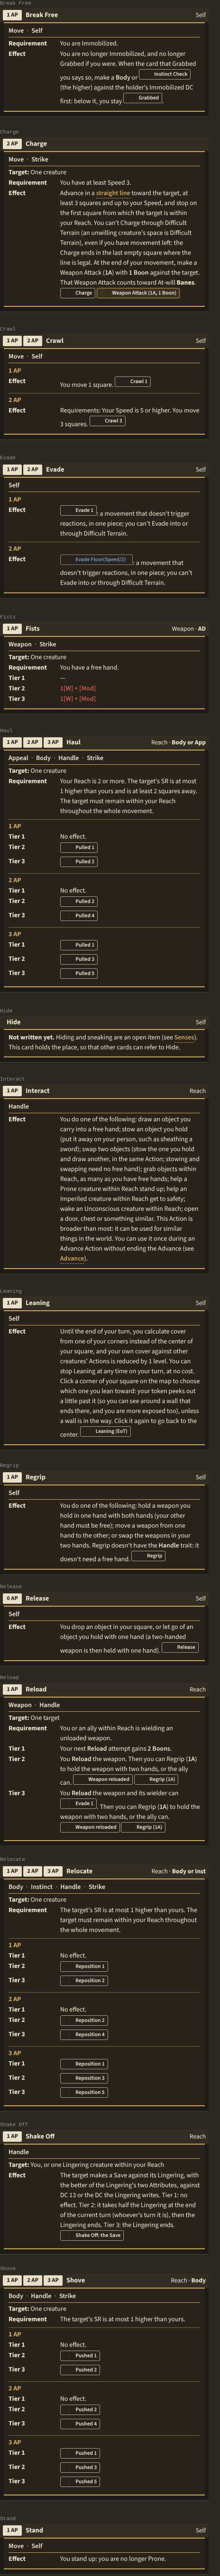 Break Free
1 AP Break Free Self
Move · Self
Requirement You are Immobilized.
Effect You are no longer Immobilized, and no longer
Grabbed if you were. When the card that Grabbed
you says so, make a Body or Instinct Check
(the higher) against the holder's Immobilized DC
first: below it, you stay Grabbed
Charge
2 AP Charge
Move · Strike
Target: One creature
Requirement You have at least Speed 3.
Effect Advance in a straight line toward the target, at
least 3 squares and up to your Speed, and stop on
the first square from which the target is within
your Reach. You can't Charge through Difficult
Terrain (an unwilling creature's space is Difficult
Terrain), even if you have movement left: the
Charge ends in the last empty square where the
line is legal. At the end of your movement, make a
Weapon Attack (1A) with 1 Boon against the target.
That Weapon Attack counts toward At-will Banes.
Charge Weapon Attack (1A, 1 Boon)
Crawl
1 AP 2 AP Crawl Self
Move · Self
1 AP
Effect You move 1 square. Crawl 1
2 AP
Effect Requirements: Your Speed is 5 or higher. You move
3 squares. Crawl 3
Evade
1 AP 2 AP Evade Self
Self
1 AP
Effect Evade 1 : a movement that doesn't trigger
reactions, in one piece; you can't Evade into or
through Difficult Terrain.
2 AP
Effect Evade Floor(Speed/2) : a movement that
doesn't trigger reactions, in one piece; you can't
Evade into or through Difficult Terrain.
Fists
1 AP Fists Weapon · AD
Weapon · Strike
Target: One creature
Requirement You have a free hand.
Tier 1 —
Tier 2 1[W] + [Mod]
Tier 3 1[W] + [Mod]
Haul
1 AP 2 AP 3 AP Haul Reach · Body or App
Appeal · Body · Handle · Strike
Target: One creature
Requirement Your Reach is 2 or more. The target's SR is at most
1 higher than yours and is at least 2 squares away.
The target must remain within your Reach
throughout the whole movement.
1 AP
Tier 1 No effect.
Tier 2 Pulled 1
Tier 3 Pulled 2
2 AP
Tier 1 No effect.
Tier 2 Pulled 2
Tier 3 Pulled 4
3 AP
Tier 1 Pulled 1
Tier 2 Pulled 3
Tier 3 Pulled 5
Hide
Hide Self
Not written yet. Hiding and sneaking are an open item (see Senses).
This card holds the place, so that other cards can refer to Hide.
Interact
1 AP Interact Reach
Handle
Effect You do one of the following: draw an object you
carry into a free hand; stow an object you hold
(put it away on your person, such as sheathing a
sword); swap two objects (stow the one you hold
and draw another, in the same Action; stowing and
swapping need no free hand); grab objects within
Reach, as many as you have free hands; help a
Prone creature within Reach stand up; help an
Imperiled creature within Reach get to safety;
wake an Unconscious creature within Reach; open
a door, chest or something similar. This Action is
broader than most: it can be used for similar
things in the world. You can use it once during an
Advance Action without ending the Advance (see
Advance).
Leaning
1 AP Leaning Self
Self
Effect Until the end of your turn, you calculate cover
from one of your corners instead of the center of
your square, and your own cover against other
creatures' Actions is reduced by 1 level. You can
stop Leaning at any time on your turn, at no cost.
Click a corner of your square on the map to choose
which one you lean toward: your token peeks out
a little past it (so you can see around a wall that
ends there, and you are more exposed too), unless
a wall is in the way. Click it again to go back to the
center. Leaning (EoT)
Regrip
1 AP Regrip Self
Self
Effect You do one of the following: hold a weapon you
hold in one hand with both hands (your other
hand must be free); move a weapon from one
hand to the other; or swap the weapons in your
two hands. Regrip doesn't have the Handle trait: it
doesn't need a free hand. Regrip
Release
0 AP Release Self
Self
Effect You drop an object in your square, or let go of an
object you hold with one hand (a two-handed
weapon is then held with one hand). Release
Reload
1 AP Reload Reach
Weapon · Handle
Target: One target
Requirement You or an ally within Reach is wielding an
unloaded weapon.
Tier 1 Your next Reload attempt gains 2 Boons.
Tier 2 You Reload the weapon. Then you can Regrip (1A)
to hold the weapon with two hands, or the ally
can. Weapon reloaded Regrip (1A)
Tier 3 You Reload the weapon and its wielder can
Evade 1 . Then you can Regrip (1A) to hold the
weapon with two hands, or the ally can.
Weapon reloaded Regrip (1A)
Relocate
1 AP 2 AP 3 AP Relocate Reach · Body or Inst
Body · Instinct · Handle · Strike
Target: One creature
Requirement The target's SR is at most 1 higher than yours. The
target must remain within your Reach throughout
the whole movement.
1 AP
Tier 1 No effect.
Tier 2 Reposition 1
Tier 3 Reposition 2
2 AP
Tier 1 No effect.
Tier 2 Reposition 2
Tier 3 Reposition 4
3 AP
Tier 1 Reposition 1
Tier 2 Reposition 3
Tier 3 Reposition 5
Shake Off
1 AP Shake Off Self
Handle
Target: You, or one Lingering creature within your Reach
Effect The target makes a Save against its Lingering, with
the better of the two of your Attributes, against
DC 13 or the DC the Lingering writes. Tier 1: no
effect. Tier 2: it takes half the Lingering at the end
of the current turn (whoever's turn it is), then the
Lingering ends. Tier 3: the Lingering ends.
Shake Off: the Save
Shove
1 AP 2 AP 3 AP Shove Reach · Body
Body · Handle · Strike
Target: One creature
Requirement The target's SR is at most 1 higher than yours.
1 AP
Tier 1 No effect.
Tier 2 Pushed 1
Tier 3 Pushed 2
2 AP
Tier 1 No effect.
Tier 2 Pushed 2
Tier 3 Pushed 4
3 AP
Tier 1 Pushed 1
Tier 2 Pushed 3
Tier 3 Pushed 5
Stand
1 AP Stand Self
Move · Self
Effect You stand up: you are no longer Prone.